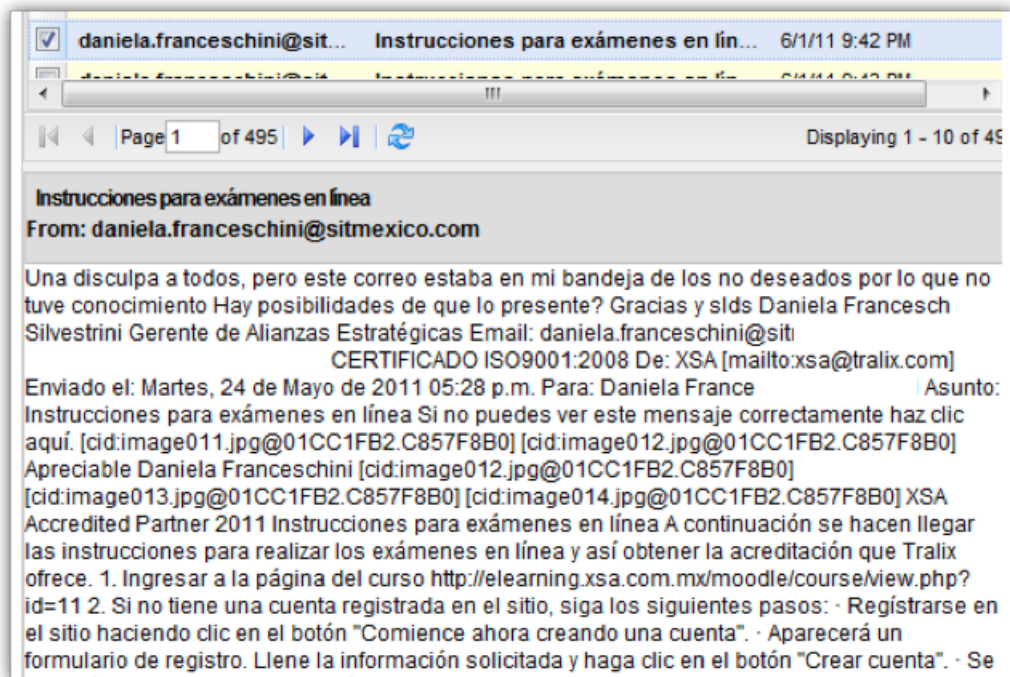 daniela.franceschini@sit... Instrucciones para exámenes en lín... 6/1/11 9:42 PM
Page 1 of 495 Displaying 1 - 10 of 49
Instrucciones para exámenes en línea
From: daniela.franceschini@sitmexico.com
Una disculpa a todos, pero este correo estaba en mi bandeja de los no deseados por lo que no
tuve conocimiento Hay posibilidades de que lo presente? Gracias y slds Daniela Francesch
Silvestrini Gerente de Alianzas Estratégicas Email: daniela.franceschini@sit
CERTIFICADO ISO9001:2008 De: XSA [mailto:xsa@tralix.com]
Enviado el: Martes, 24 de Mayo de 2011 05:28 p.m. Para: Daniela France Asunto:
Instrucciones para exámenes en línea Si no puedes ver este mensaje correctamente haz clic
aquí. [cid:image011.jpg@01CC1FB2.C857F8B0] [cid:image012.jpg@01CC1FB2.C857F8B0]
Apreciable Daniela Franceschini [cid:image012.jpg@01CC1FB2.C857F8B0]
[cid:image013.jpg@01CC1FB2.C857F8B0] [cid:image014.jpg@01CC1FB2.C857F8B0] XSA
Accredited Partner 2011 Instrucciones para exámenes en línea A continuación se hacen llegar
las instrucciones para realizar los exámenes en línea y así obtener la acreditación que Tralix
ofrece. 1. Ingresar a la página del curso http://elearning.xsa.com.mx/moodle/course/view.php?
id=11 2. Si no tiene una cuenta registrada en el sitio, siga los siguientes pasos: · Regístrarse en
el sitio haciendo clic en el botón "Comience ahora creando una cuenta". · Aparecerá un
formulario de registro. Llene la información solicitada y haga clic en el botón "Crear cuenta". · Se